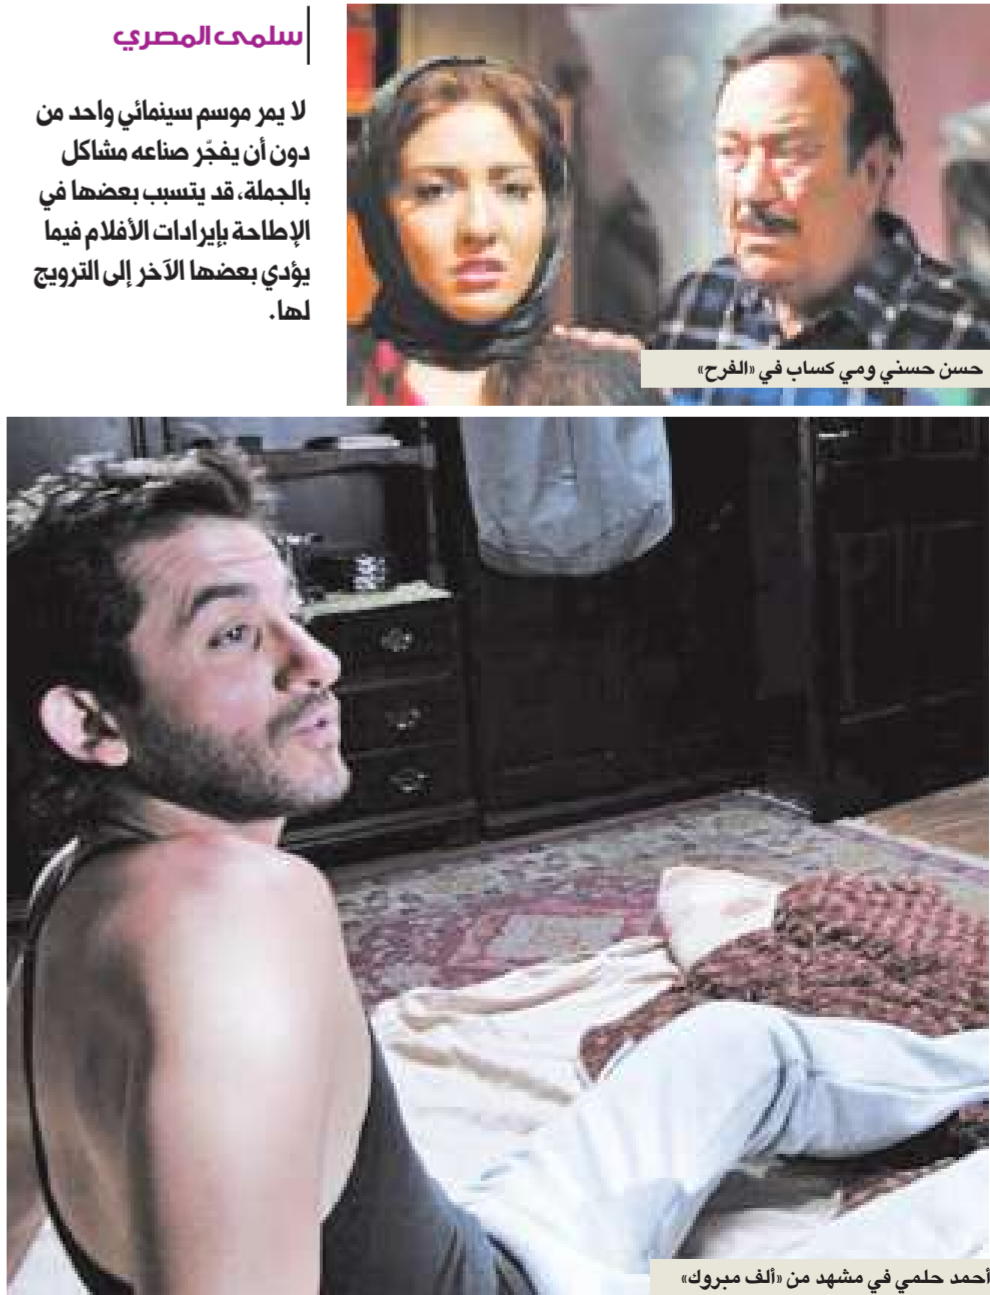 سلمى المصري
لا يمر موسم سينمائي واحد من
دون أن يفجّر صناعه مشاكل
بالجملة، قد يتسبب بعضها في
الإطاحة بإيرادات الأفلام فيما
يؤدي بعضها الآخر إلى الترويج
لها.
حسن حسني ومي كساب في «الفرح»
أحمد حلمي في مشهد من «ألف مبروك»